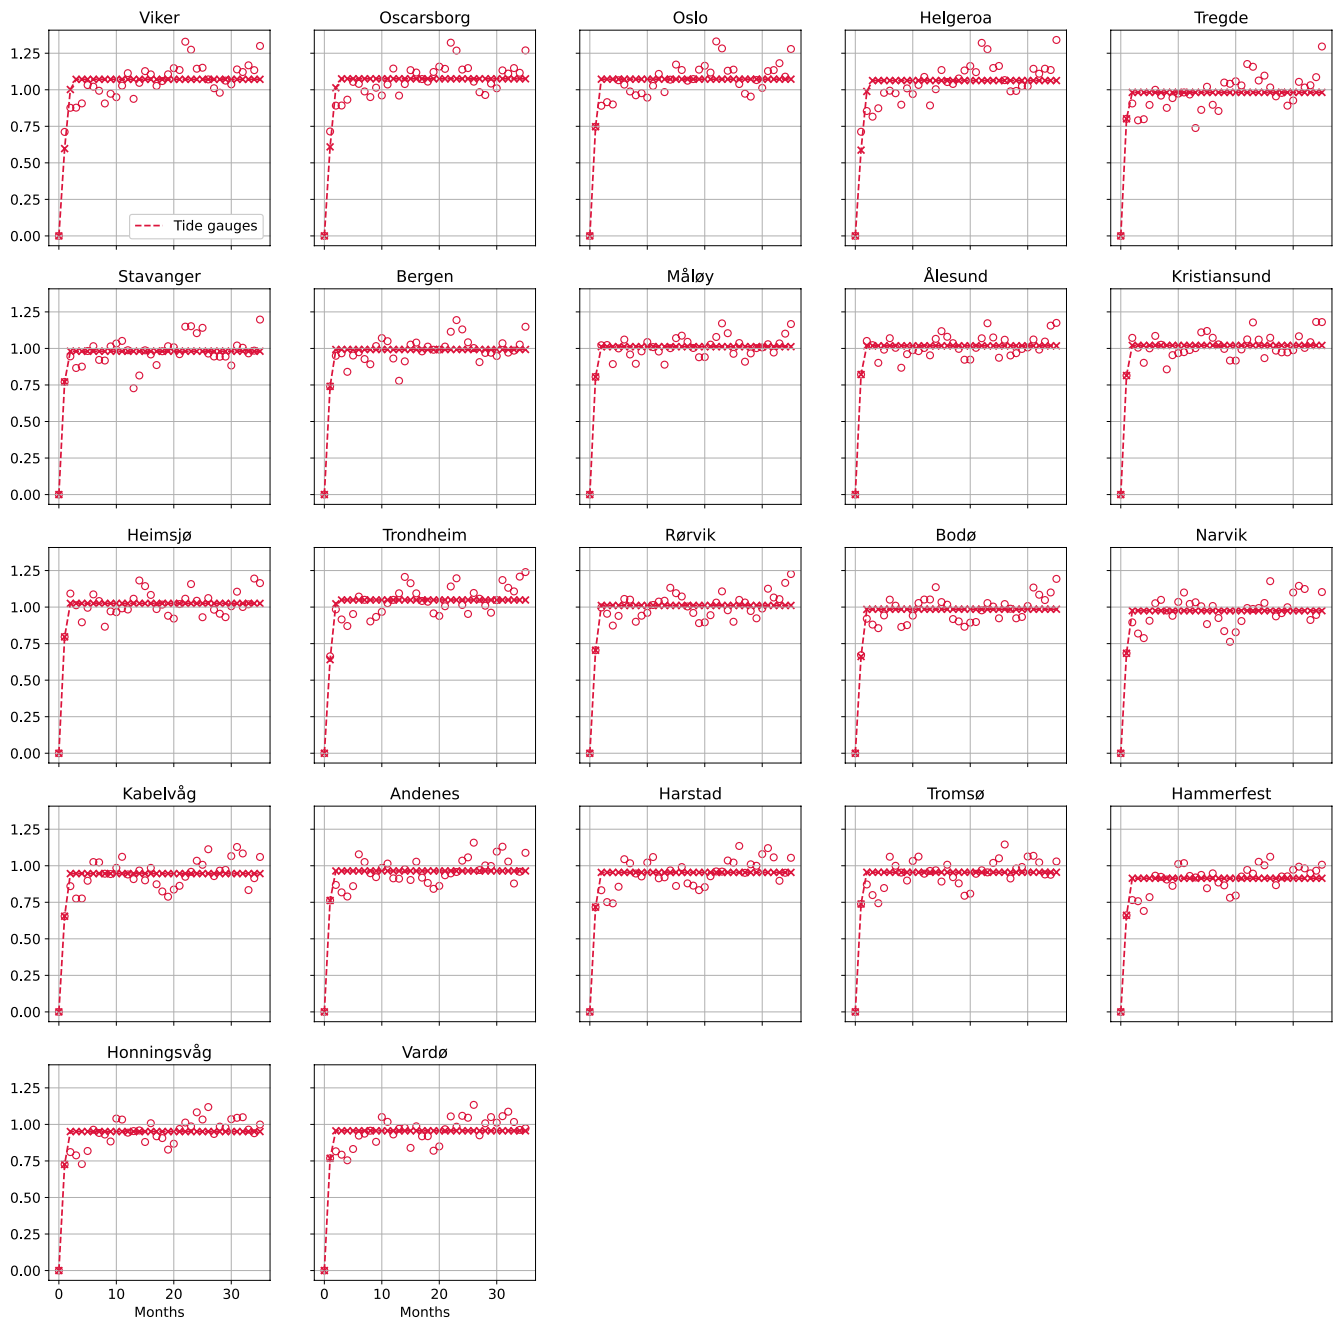 Viker
Oscarsborg
Oslo
Helgeroa
Tregde
1.25
1.00
0.75
0.50
0.25
0.00
Tide gauges
Stavanger
Bergen
Måløy
Ålesund
Kristiansund
1.25
1.00
0.75
0.50
0.25
0.00
Heimsjø
Trondheim
Rørvik
Bodø
Narvik
1.25
1.00
0.75
0.50
0.25
0.00
Kabelvåg
Andenes
Harstad
Tromsø
Hammerfest
1.25
1.00
0.75
0.50
0.25
0.00
Honningsvåg
Vardø
1.25
1.00
0.75
0.50
0.25
0.00
0 10 20 30
Months
0 10 20 30
Months